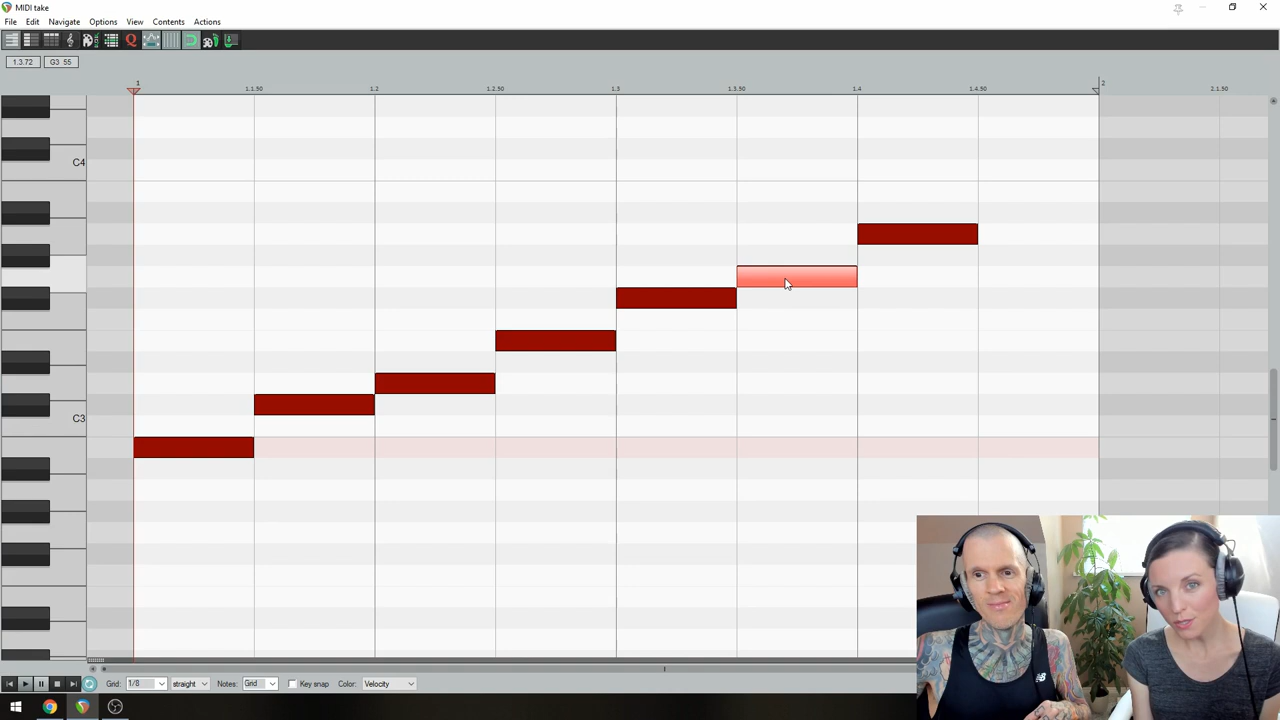 MIDI take
File Edit Navigate Options View Contents Actions
Q
1.3.72 G3 55
1 1.1.50 1.2 1.2.50 1.3 1.3.50 1.4 1.4.50 2 2.1.50
C4
C3
Grid: 1/8 straight Notes: Grid Key snap Color: Velocity